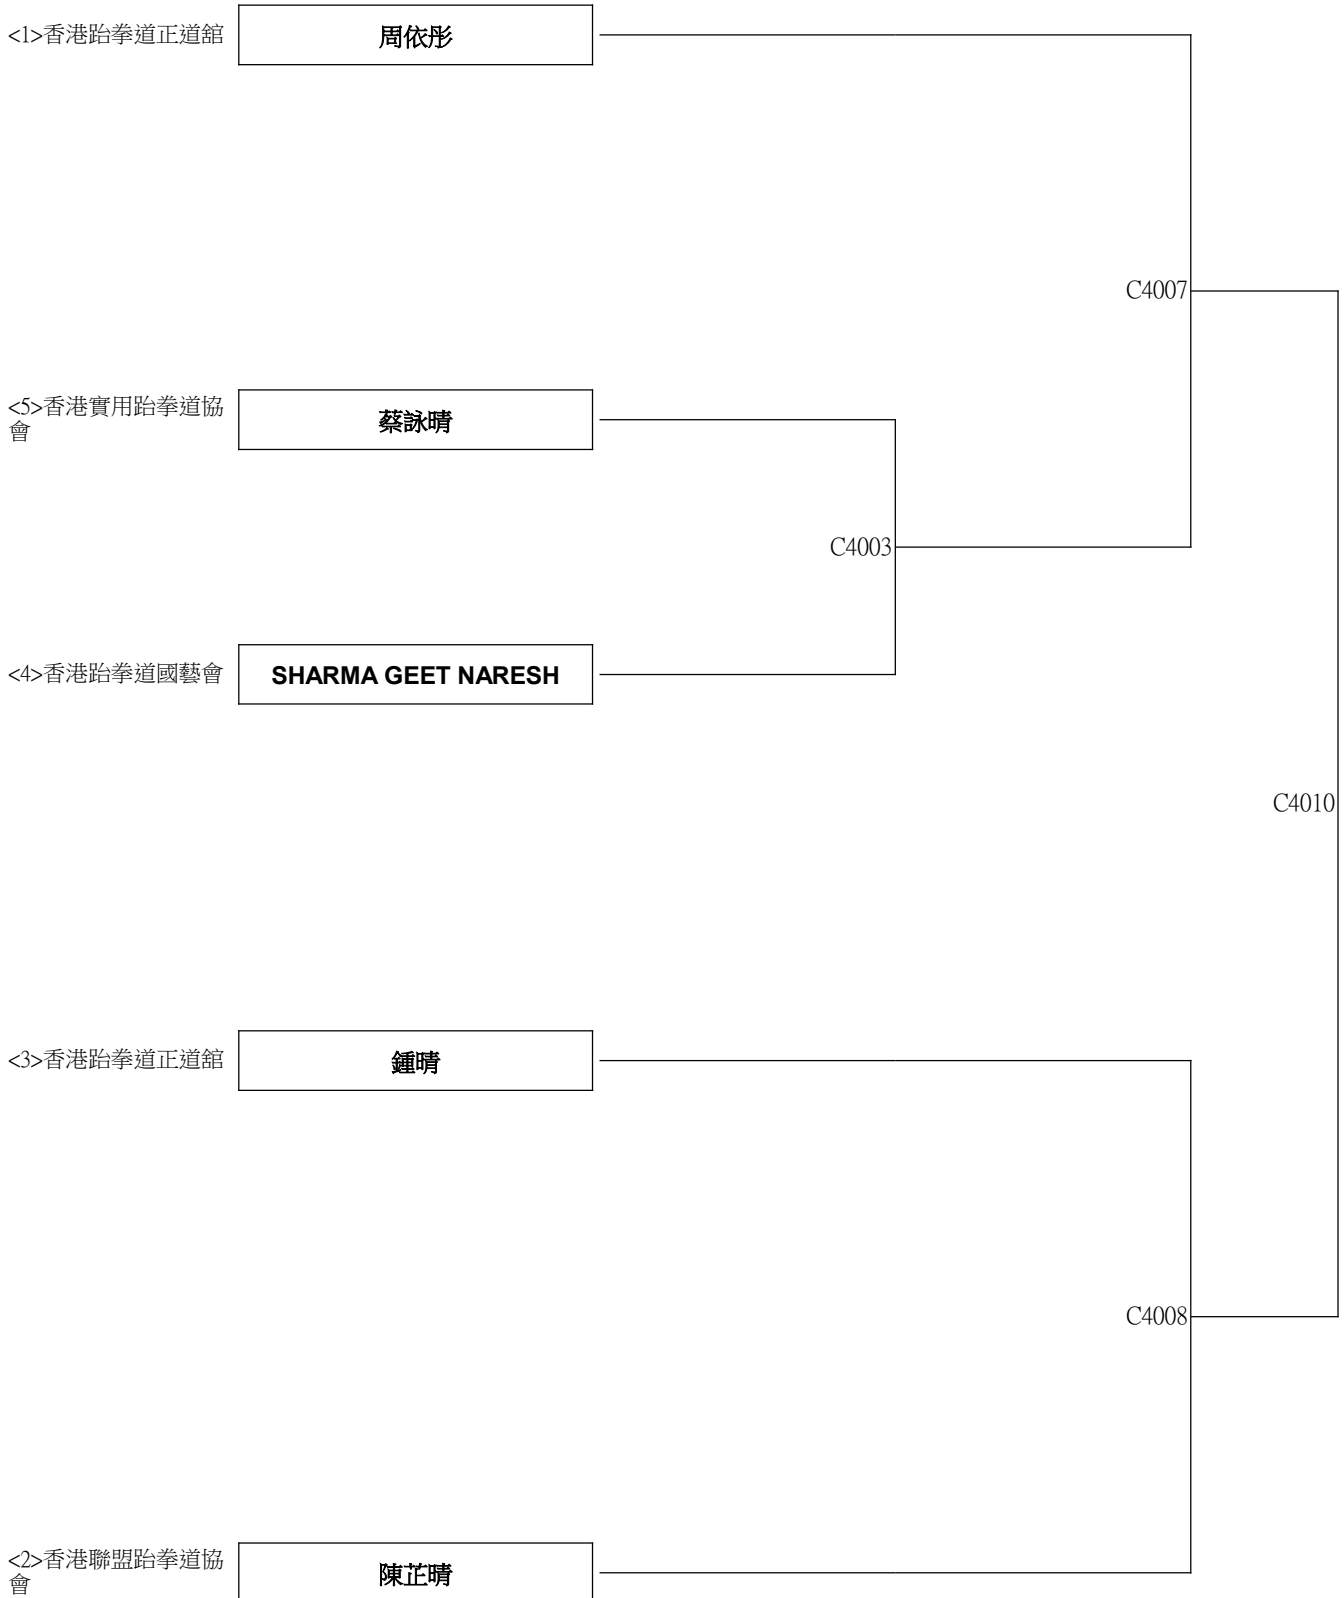 <1>香港跆拳道正道舘
周依彤
C4007
<5>香港實用跆拳道協
會
蔡詠晴
C4003
<4>香港跆拳道國藝會
SHARMA GEET NARESH
C4010
<3>香港跆拳道正道舘
鍾晴
C4008
<2>香港聯盟跆拳道協
會
陳芷晴